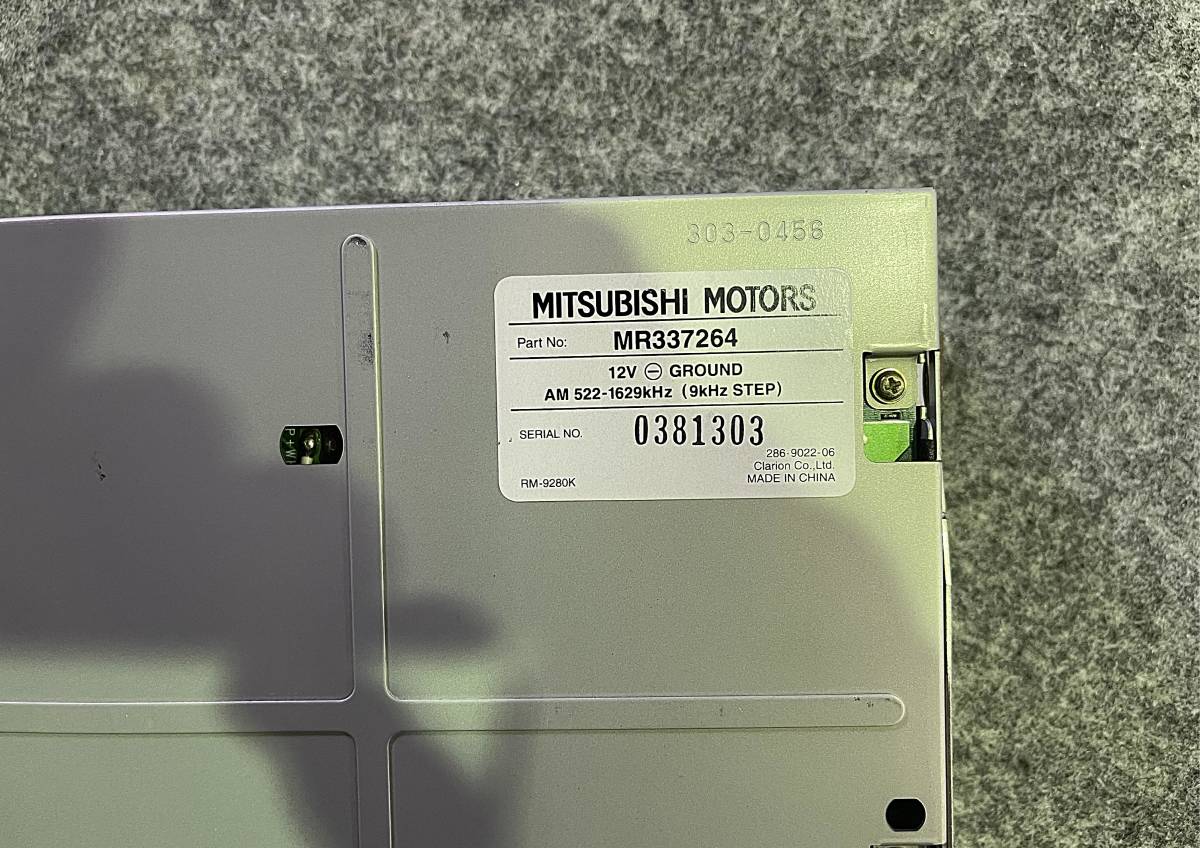 303-0456
MITSUBISHI MOTORS
Part No: MR337264
12V ⊖ GROUND
AM 522-1629kHz (9kHz STEP)
SERIAL NO. 0381303
286-9022-06
Clarion Co.,Ltd.
RM-9280K MADE IN CHINA